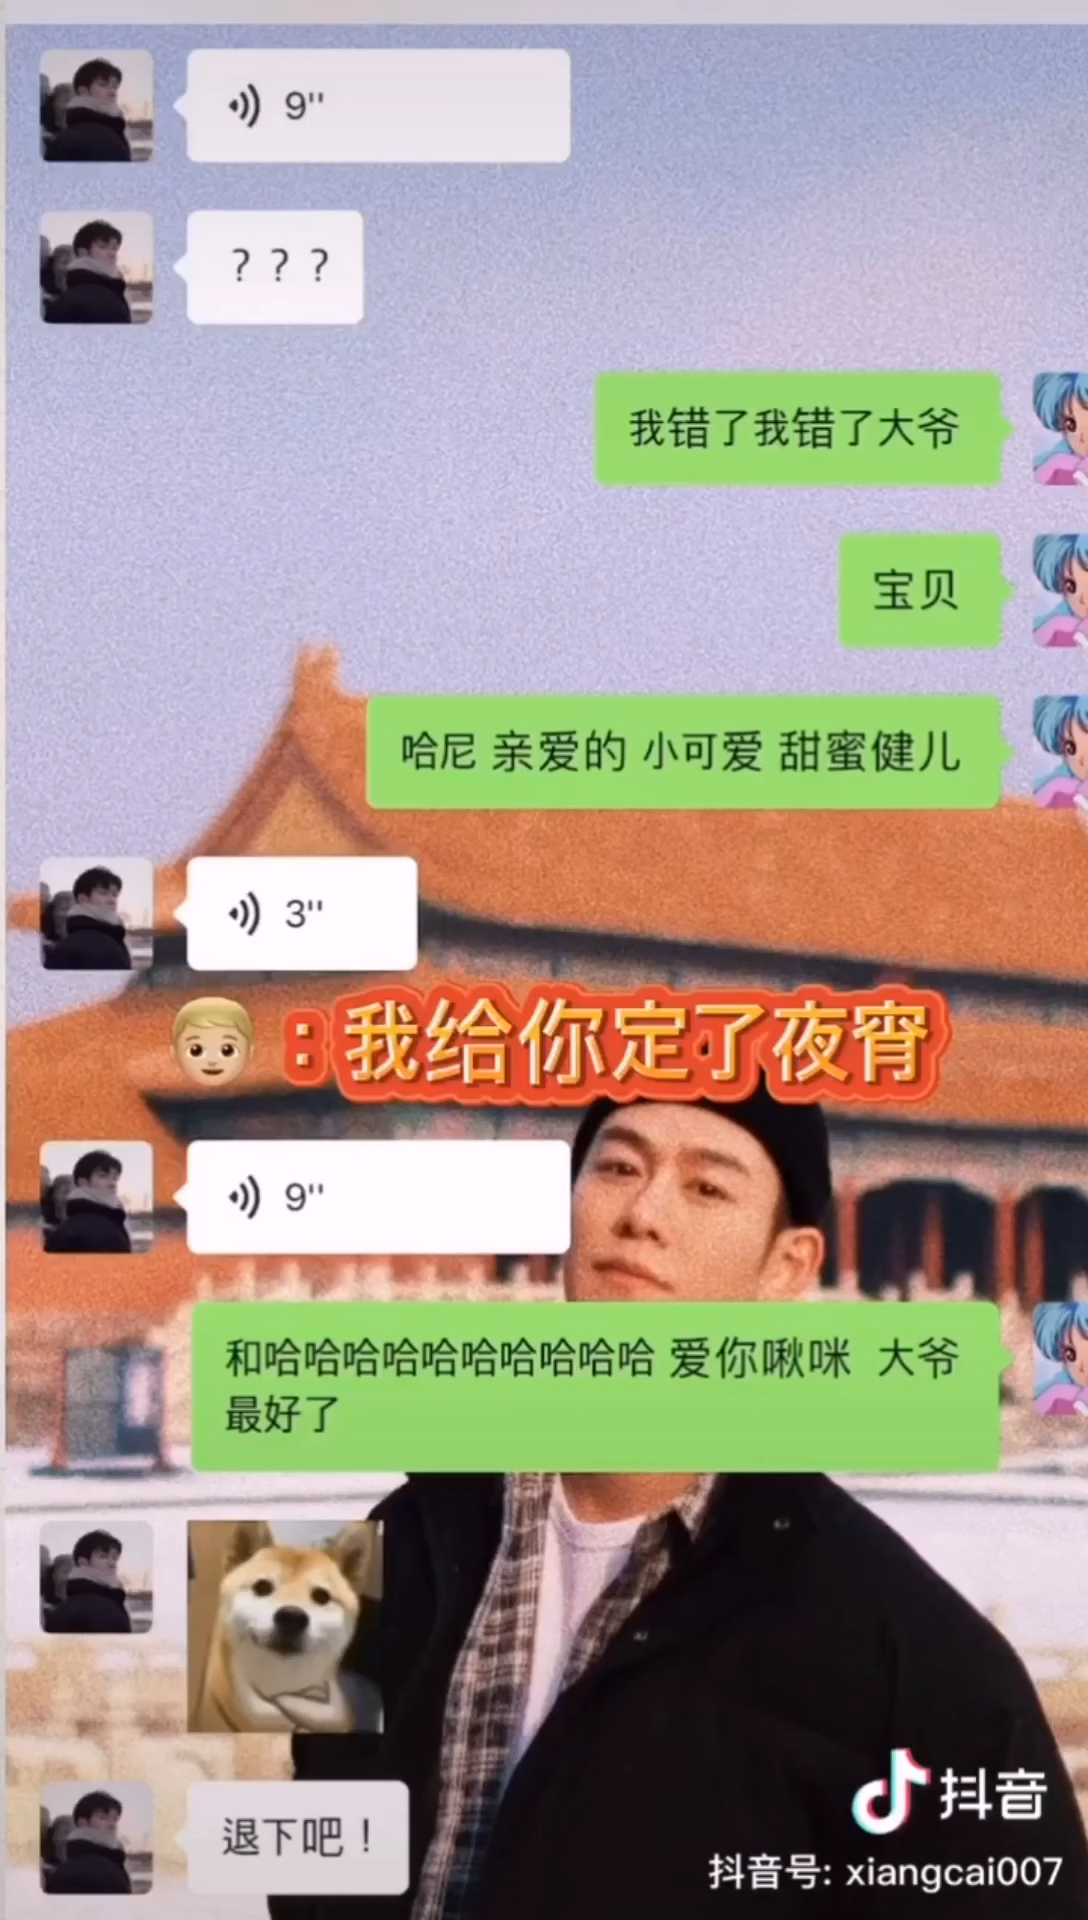 9''
？？？
我错了我错了大爷
宝贝
哈尼 亲爱的 小可爱 甜蜜健儿
3''
：我给你定了夜宵
9''
和哈哈哈哈哈哈哈哈哈哈 爱你啾咪 大爷
最好了
退下吧！
抖音
抖音号: xiangcai007